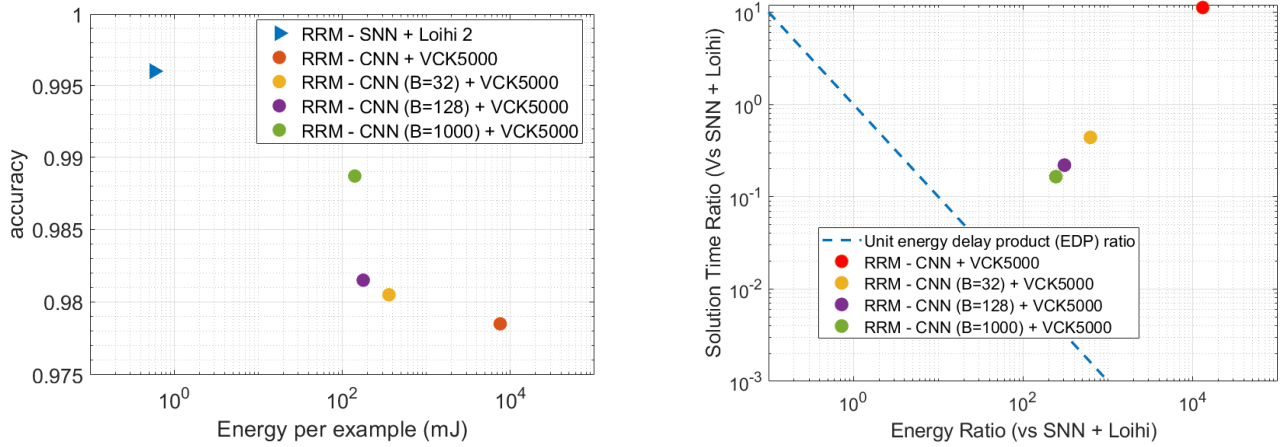 1
0.995
0.99
0.985
0.98
0.975
accuracy
10^0
10^2
10^4
Energy per example (mJ)
RRM - SNN + Loihi 2
RRM - CNN + VCK5000
RRM - CNN (B=32) + VCK5000
RRM - CNN (B=128) + VCK5000
RRM - CNN (B=1000) + VCK5000
10^1
10^0
10^-1
10^-2
10^-3
Solution Time Ratio (Vs SNN + Loihi)
Unit energy delay product (EDP) ratio
RRM - CNN + VCK5000
RRM - CNN (B=32) + VCK5000
RRM - CNN (B=128) + VCK5000
RRM - CNN (B=1000) + VCK5000
10^0
10^2
10^4
Energy Ratio (vs SNN + Loihi)